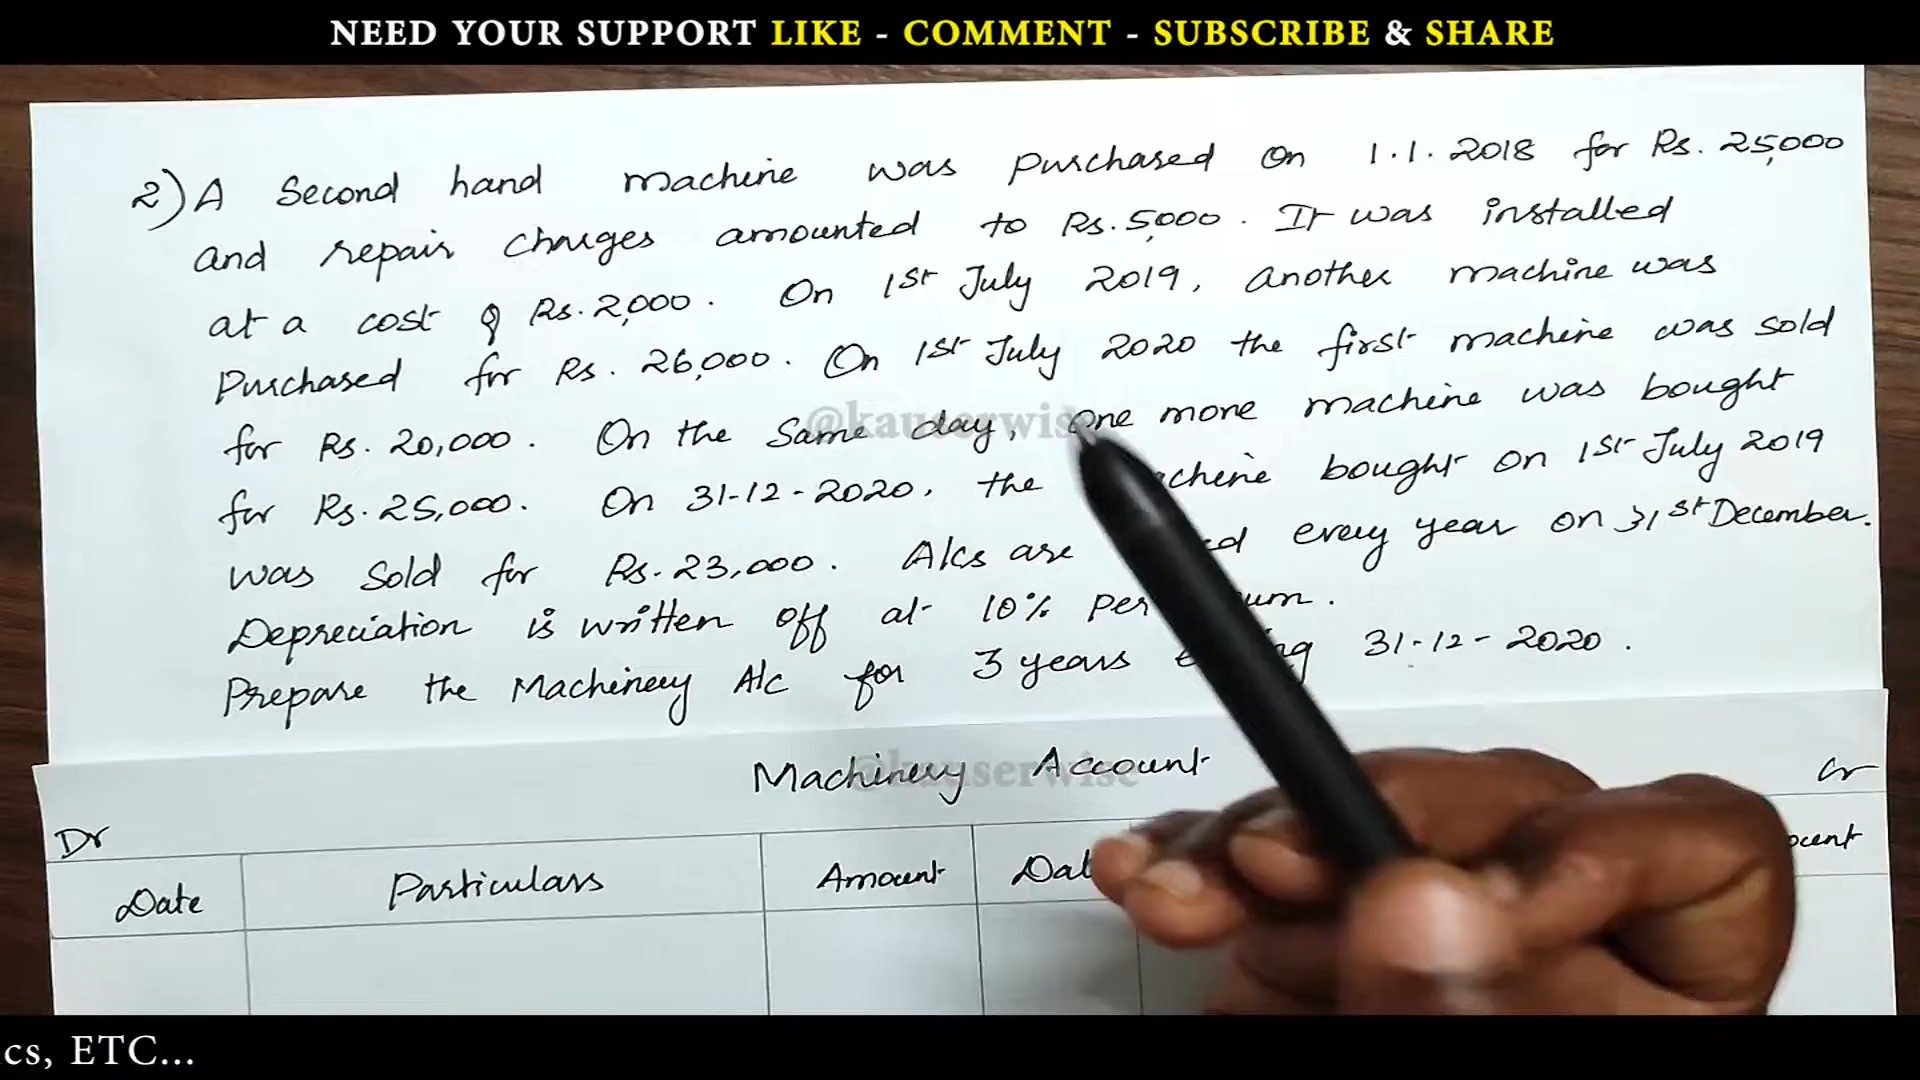 NEED YOUR SUPPORT LIKE - COMMENT - SUBSCRIBE & SHARE
2) A Second hand machine was purchased on 1.1.2018 for Rs. 25,000
and repair charges amounted to Rs.5,000. It was installed
at a cost of Rs.2,000. On 1st July 2019, another machine was
Purchased for Rs. 26,000. On 1st July 2020 the first machine was sold
for Rs. 20,000. On the same day, one more machine was bought
for Rs.25,000. On 31-12-2020, the bought on 1st July 2019
was sold for Rs.23,000. A/cs are every year on 31st December.
Depreciation is written off at 10% per
Prepare the Machinery A/c for 3 years 31-12-2020.
@kauserwise
@kauserwise
Machinery Account
Dr Cr
Date Particulars Amount
cs, ETC...